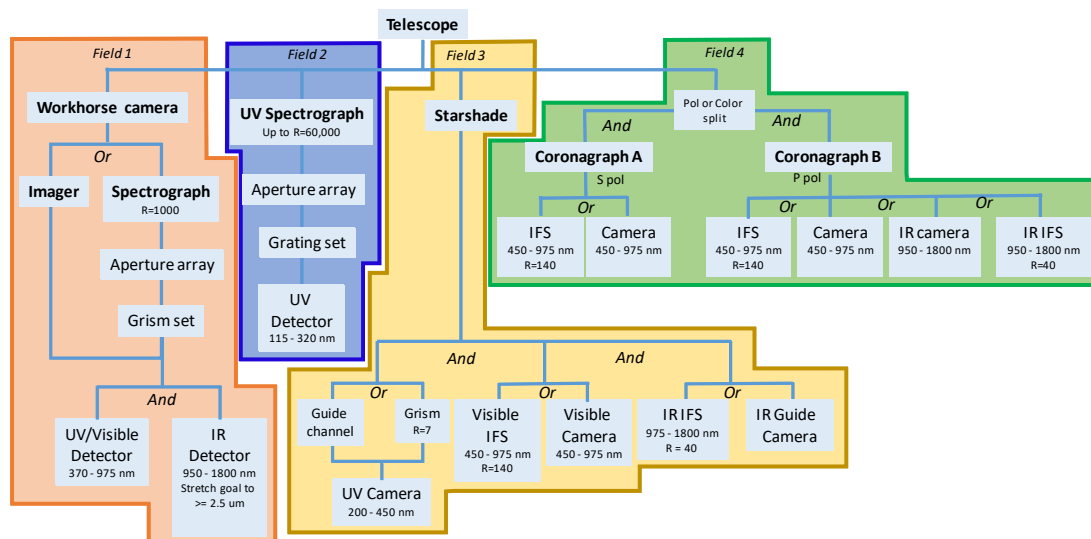 Telescope
Field 1
Workhorse camera
Or
Imager
Spectrograph
R=1000
Aperture array
Grism set
And
UV/Visible
Detector
370 - 975 nm
IR
Detector
950 - 1800 nm
Stretch goal to
>= 2.5 um
Field 2
UV Spectrograph
Up to R=60,000
Aperture array
Grating set
UV
Detector
115 - 320 nm
Field 3
Starshade
And
And
Or
Guide
channel
Grism
R=7
UV Camera
200 - 450 nm
Or
Visible
IFS
450 - 975 nm
R=140
Visible
Camera
450 - 975 nm
Or
IR IFS
975 - 1800 nm
R = 40
IR Guide
Camera
Field 4
Pol or Color
split
And
And
Coronagraph A
S pol
Or
IFS
450 - 975 nm
R=140
Camera
450 - 975 nm
Coronagraph B
P pol
Or
Or
Or
IFS
450 - 975 nm
R=140
Camera
450 - 975 nm
IR camera
950 - 1800 nm
IR IFS
950 - 1800 nm
R=40